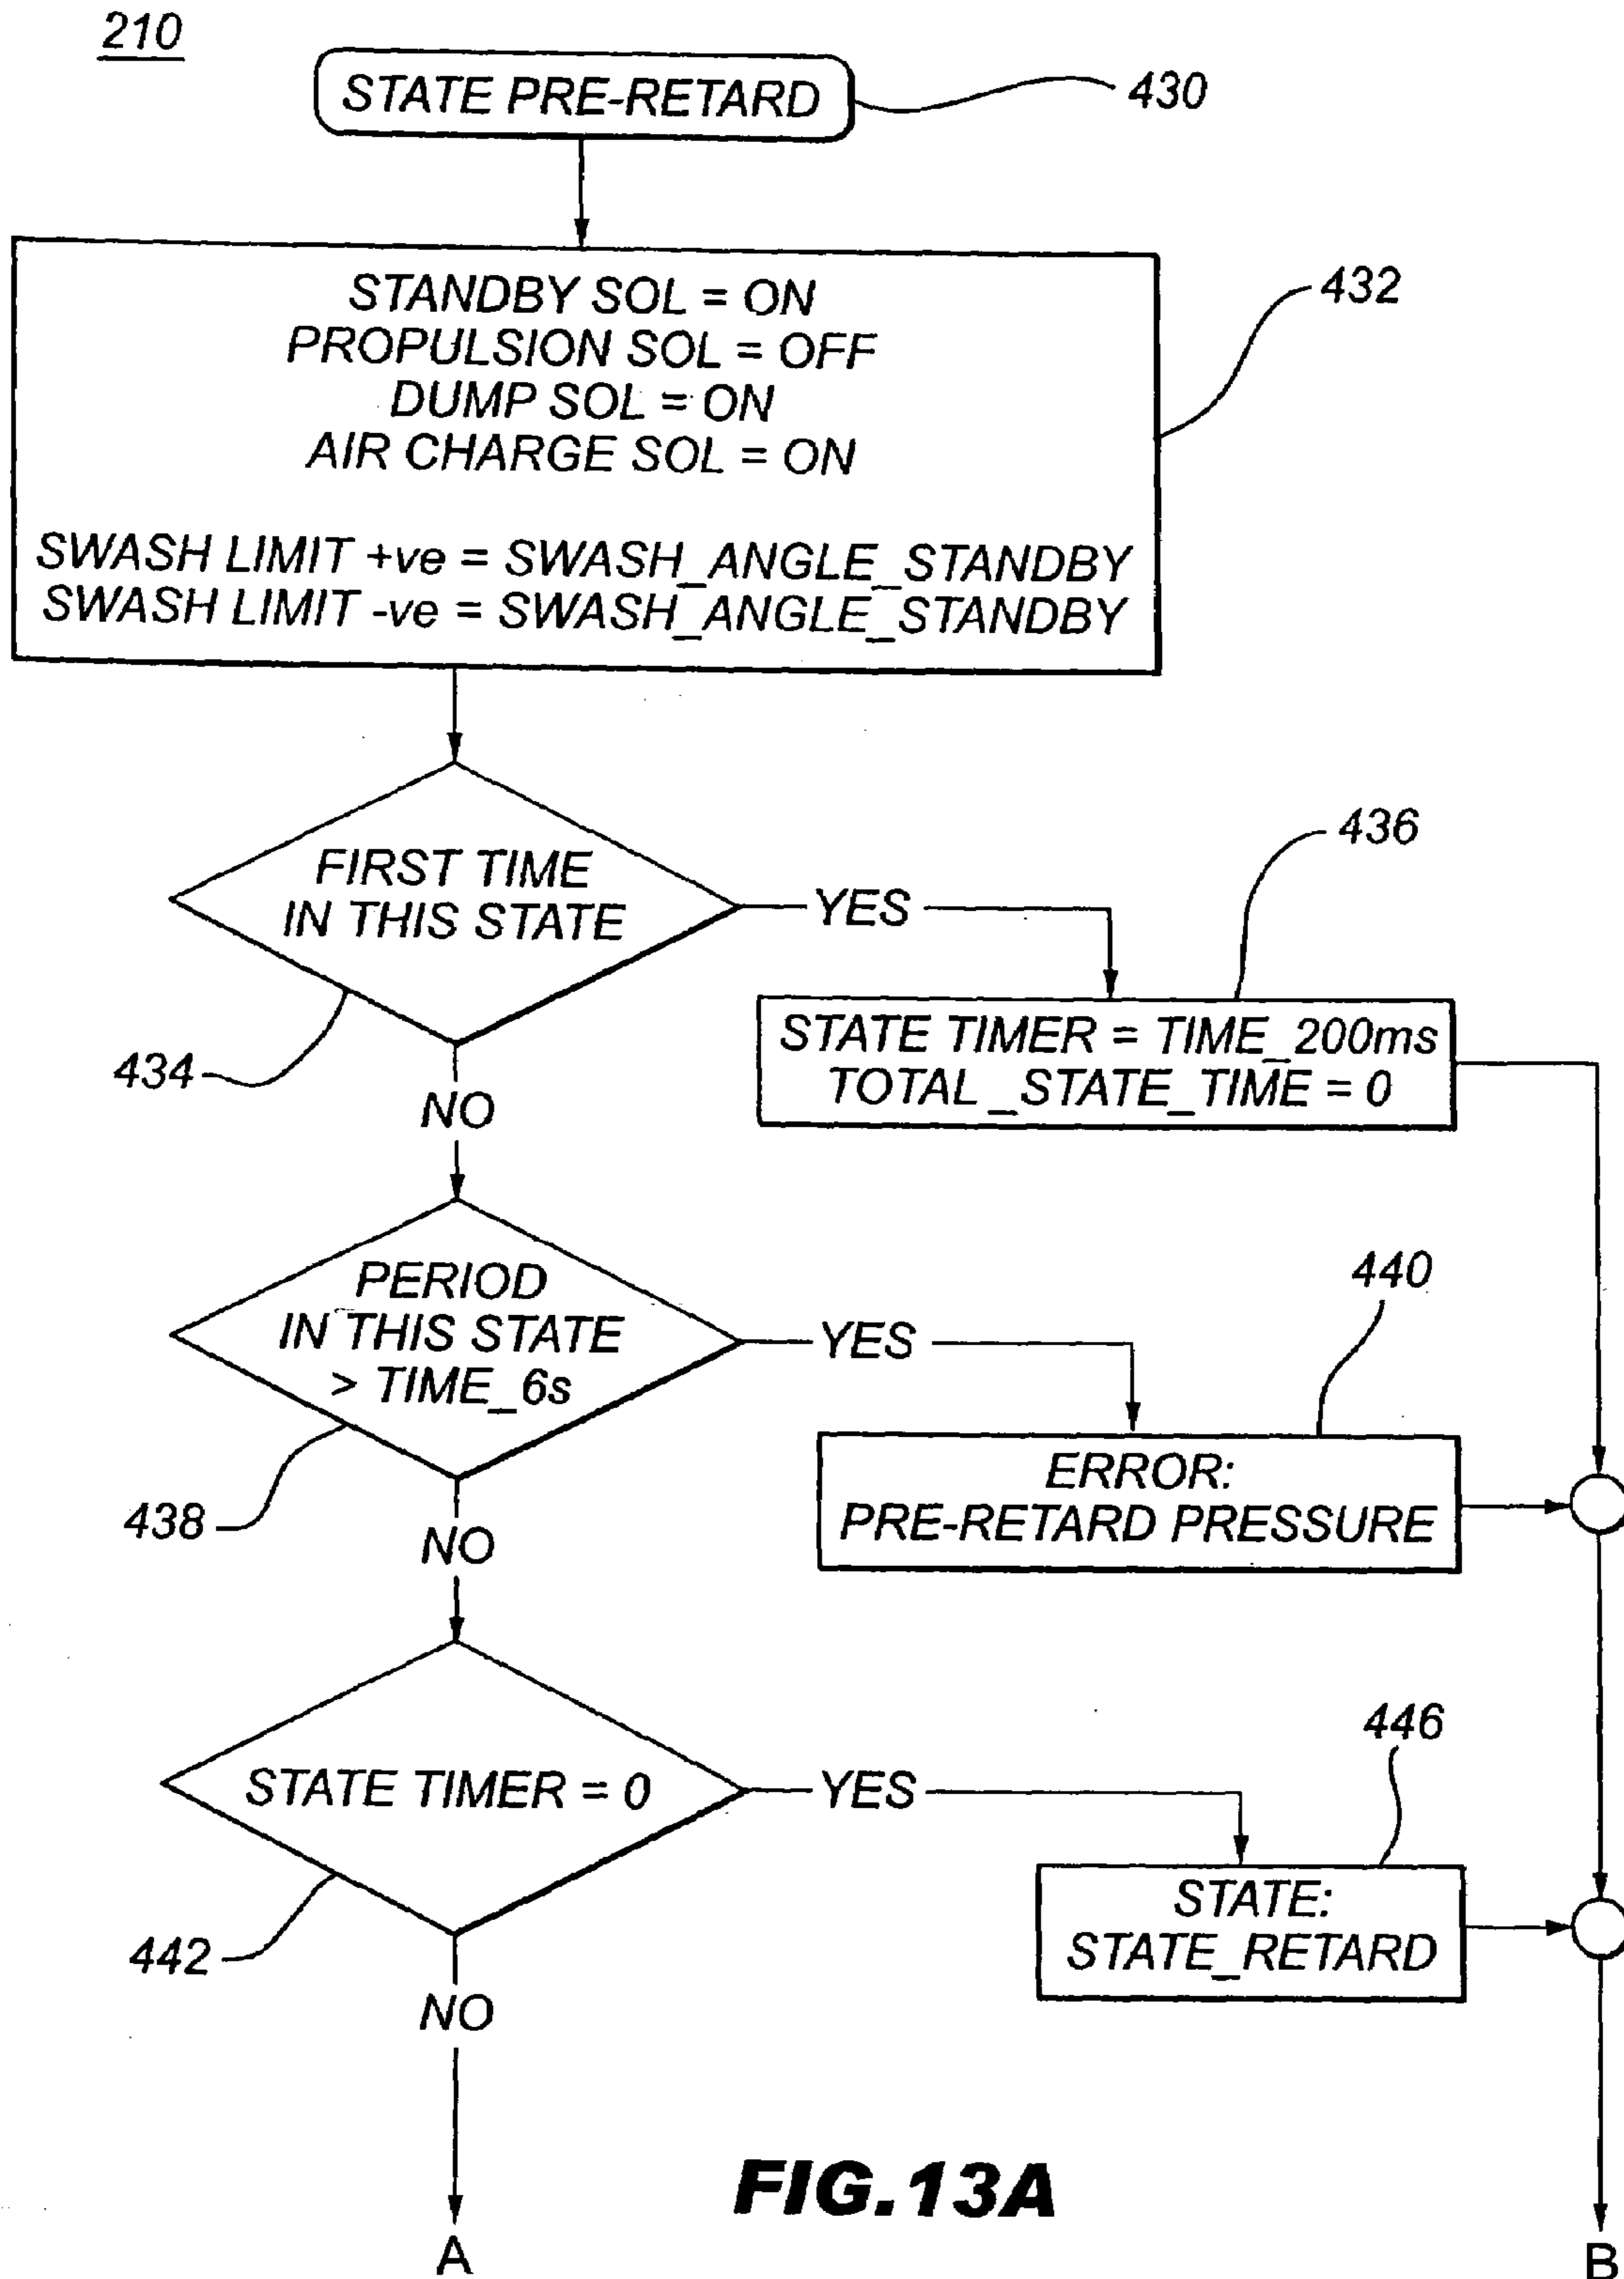 210
STATE PRE-RETARD
430
STANDBY SOL = ON
PROPULSION SOL = OFF
DUMP SOL = ON
AIR CHARGE SOL = ON
SWASH LIMIT +ve = SWASH_ANGLE_STANDBY
SWASH LIMIT -ve = SWASH_ANGLE_STANDBY
432
FIRST TIME
IN THIS STATE
434
YES
436
STATE TIMER = TIME_200ms
TOTAL_STATE_TIME = 0
NO
PERIOD
IN THIS STATE
> TIME_6s
438
YES
440
ERROR:
PRE-RETARD PRESSURE
NO
STATE TIMER = 0
442
YES
446
STATE:
STATE_RETARD
NO
A
B
FIG.13A